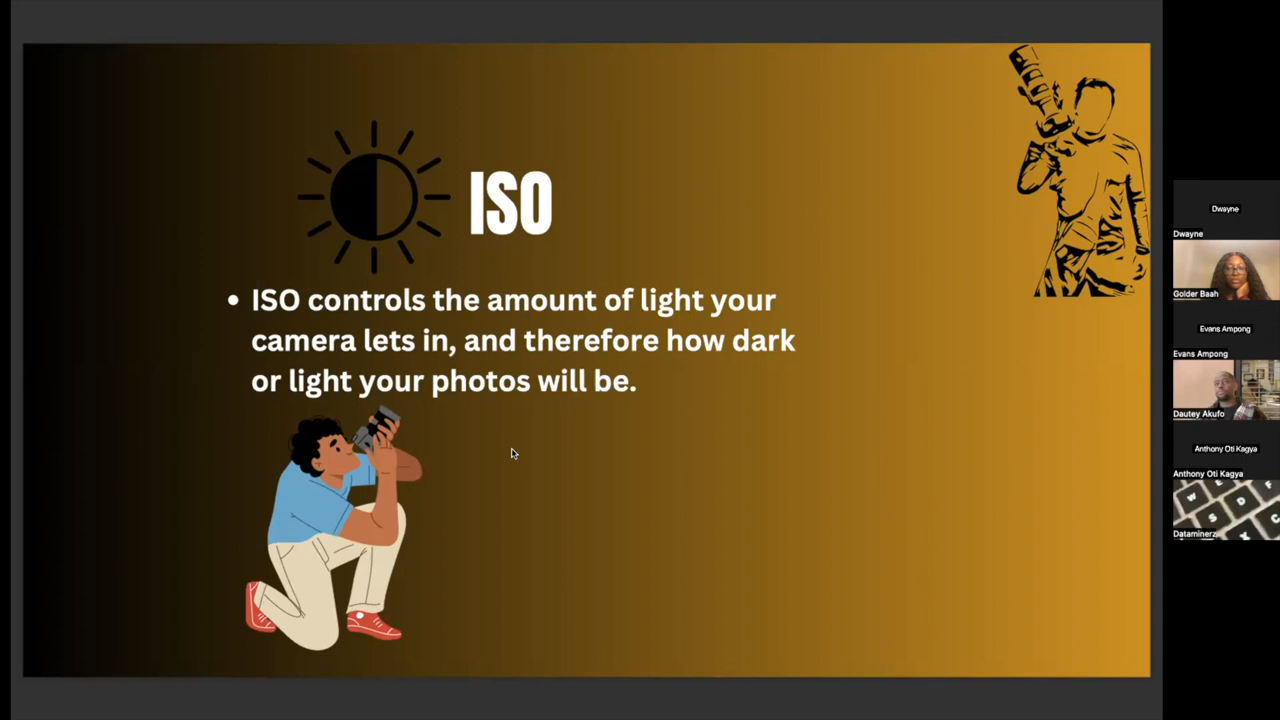 ISO
• ISO controls the amount of light your
camera lets in, and therefore how dark
or light your photos will be.
Dwayne
Dwayne
Golder Baah
Evans Ampong
Evans Ampong
Dautey Akufo
Anthony Oti Kagya
Anthony Oti Kagya
W
F
S
D
C
X
Dataminerz